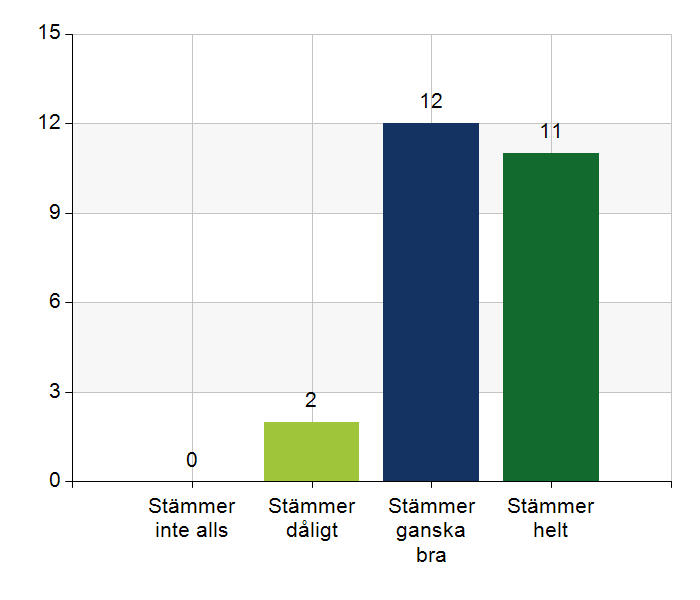 15
12
12
11
9
6
3
2
0
0
Stämmer
inte alls
Stämmer
dåligt
Stämmer
ganska
bra
Stämmer
helt